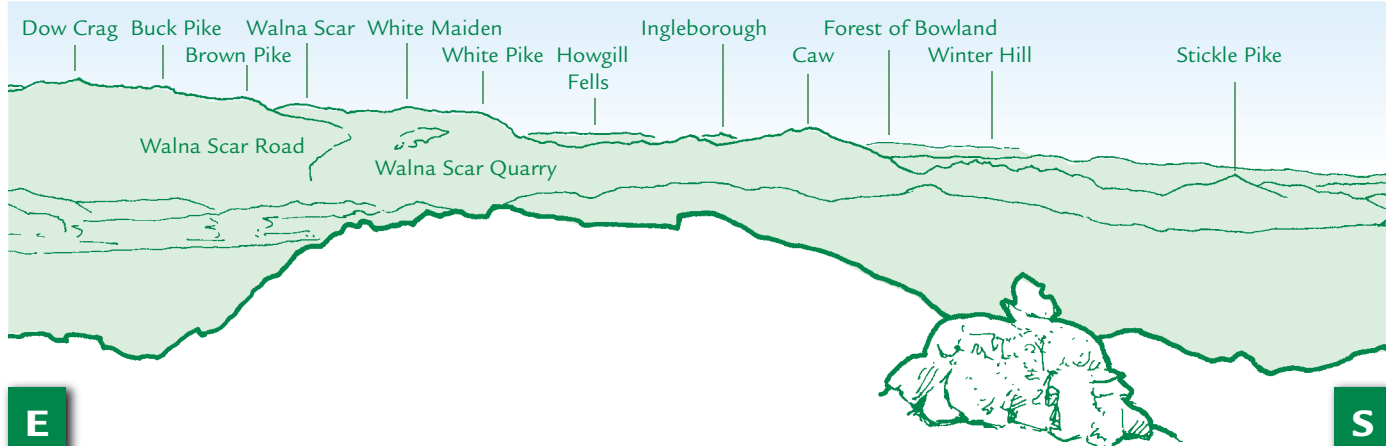 Dow Crag
Buck Pike
Brown Pike
Walna Scar
White Maiden
White Pike
Howgill
Fells
Ingleborough
Caw
Forest of Bowland
Winter Hill
Stickle Pike
Walna Scar Road
Walna Scar Quarry
E
S